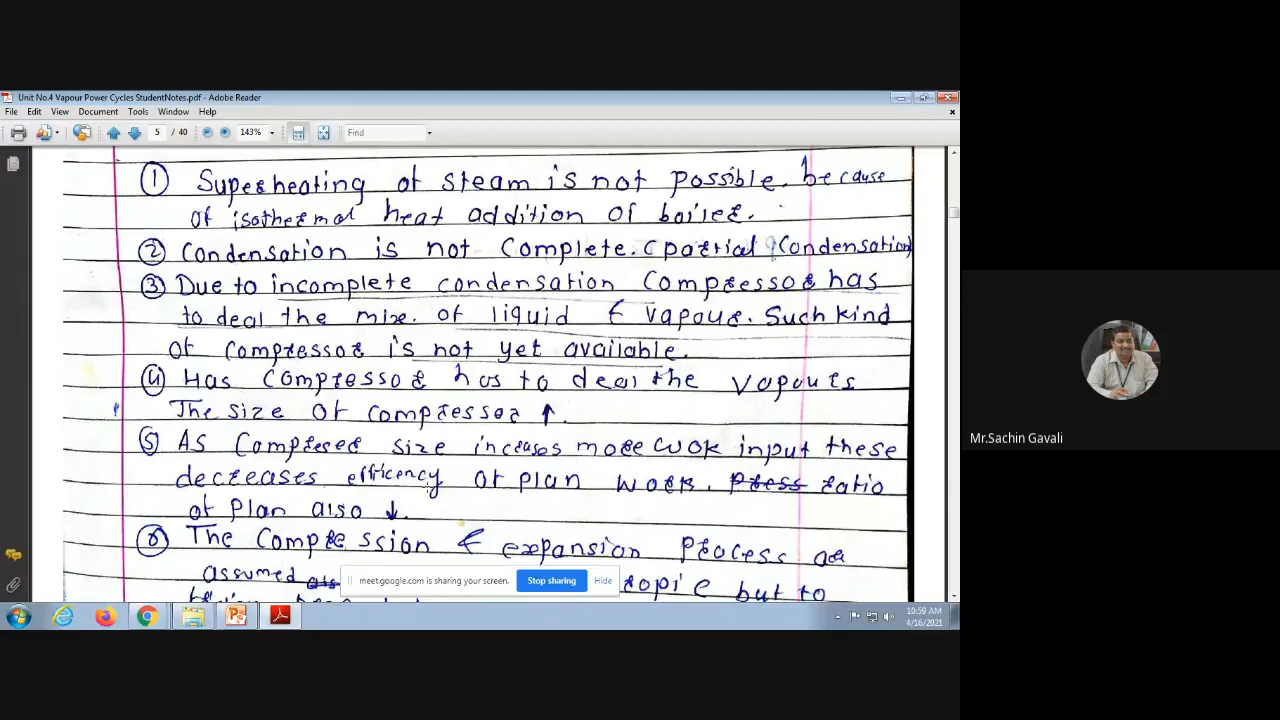 Unit No.4 Vapour Power Cycles StudentNotes.pdf - Adobe Reader
File Edit View Document Tools Window Help
5 / 40 143% Find
① Superheating of steam is not possible. because
of isothermal heat addition of boiler.
② Condensation is not complete. (partial condensation)
③ Due to incomplete condensation compressor has
to deal the mix. of liquid & vapour. Such kind
of compressor is not yet available.
④ Has compressor has to deal the vapours
The size of compressor ↑.
⑤ As compresed size increases more wok input these
decreases efficency of plan work. Press ratio
of plan also ↓.
⑥ The compression & expansion process are
assumed
topic but to
meet.google.com is sharing your screen. Stop sharing Hide
10:59 AM
4/16/2021
Mr.Sachin Gavali